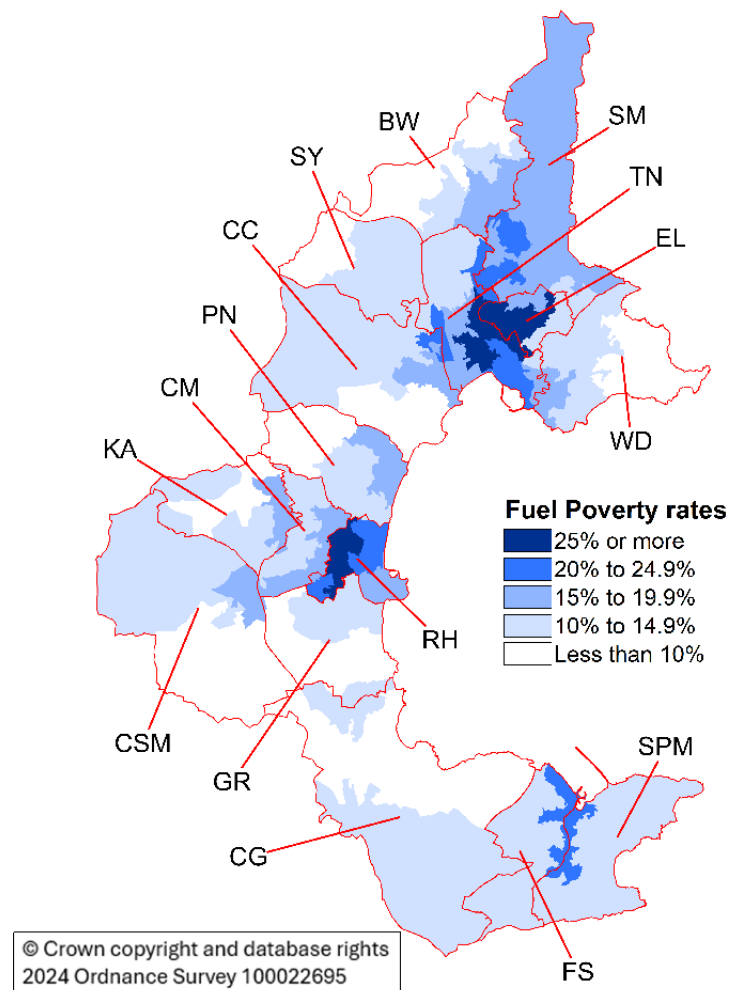 BW
SM
SY
TN
CC
EL
PN
CM
WD
KA
Fuel Poverty rates
25% or more
20% to 24.9%
15% to 19.9%
10% to 14.9%
Less than 10%
RH
CSM
SPM
GR
CG
FS
© Crown copyright and database rights
2024 Ordnance Survey 100022695